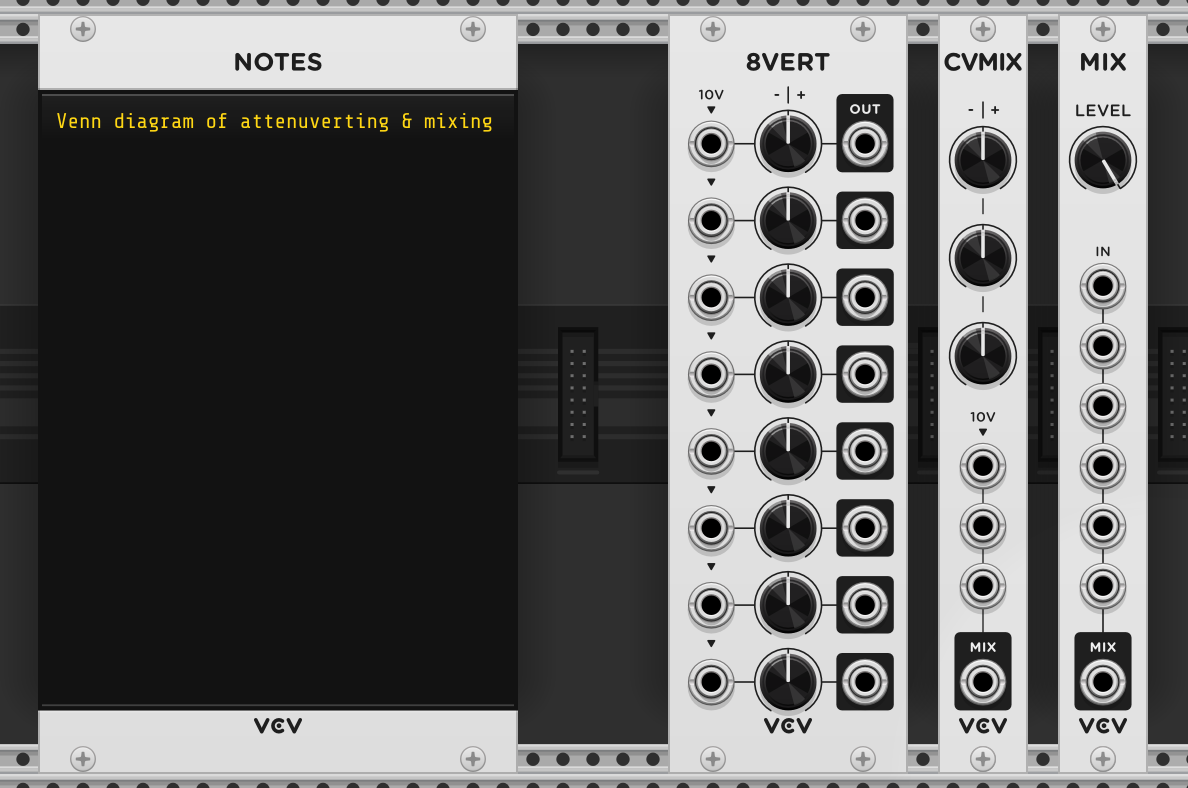 NOTES
Venn diagram of attenuverting & mixing
VCV
8VERT
10V
- | +
OUT
VCV
CVMIX
- | +
10V
MIX
VCV
MIX
LEVEL
IN
MIX
VCV